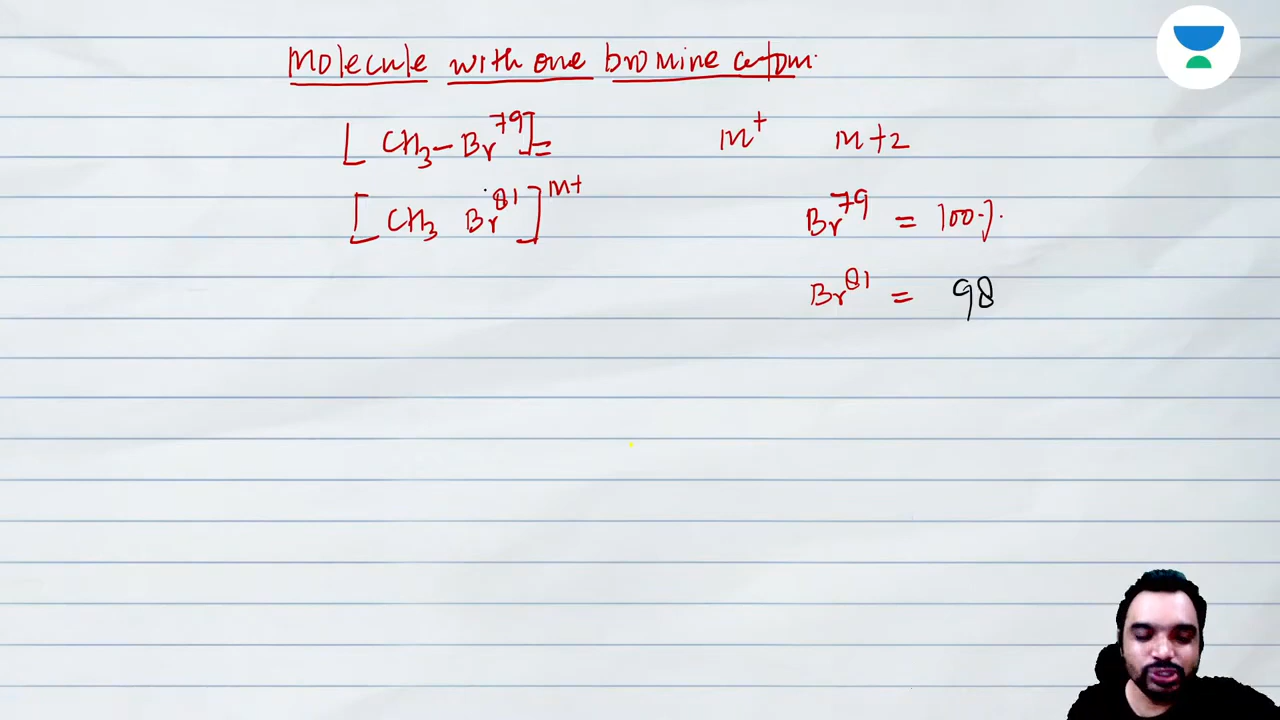 Molecule with one bromine atom.
[ CH₃-Br⁷⁹] =
m⁺ m+2
[ CH₃ Br⁸¹]ᵐ⁺
Br⁷⁹ = 100%
Br⁸¹ = 98